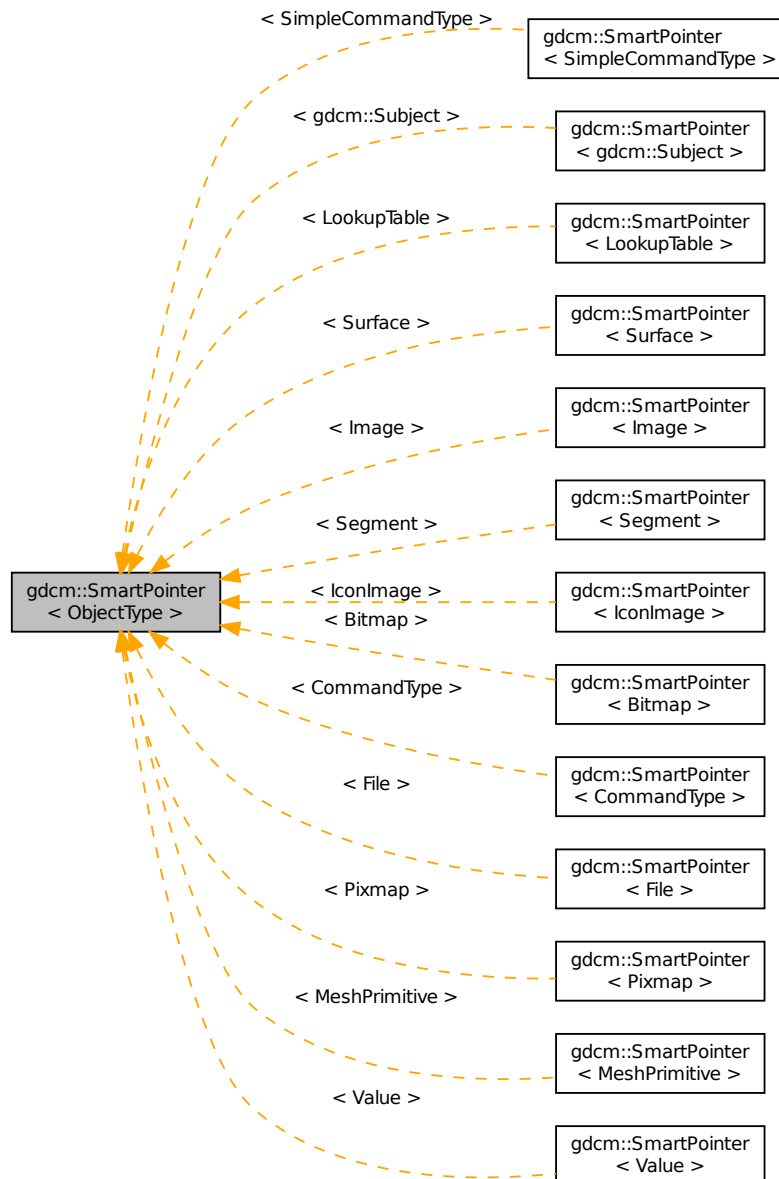 < SimpleCommandType >
gdcm::SmartPointer
< SimpleCommandType >
< gdcm::Subject >
gdcm::SmartPointer
< gdcm::Subject >
< LookupTable >
gdcm::SmartPointer
< LookupTable >
< Surface >
gdcm::SmartPointer
< Surface >
< Image >
gdcm::SmartPointer
< Image >
< Segment >
gdcm::SmartPointer
< Segment >
gdcm::SmartPointer
< ObjectType >
< IconImage >
gdcm::SmartPointer
< IconImage >
< Bitmap >
gdcm::SmartPointer
< Bitmap >
< CommandType >
gdcm::SmartPointer
< CommandType >
< File >
gdcm::SmartPointer
< File >
< Pixmap >
gdcm::SmartPointer
< Pixmap >
< MeshPrimitive >
gdcm::SmartPointer
< MeshPrimitive >
< Value >
gdcm::SmartPointer
< Value >